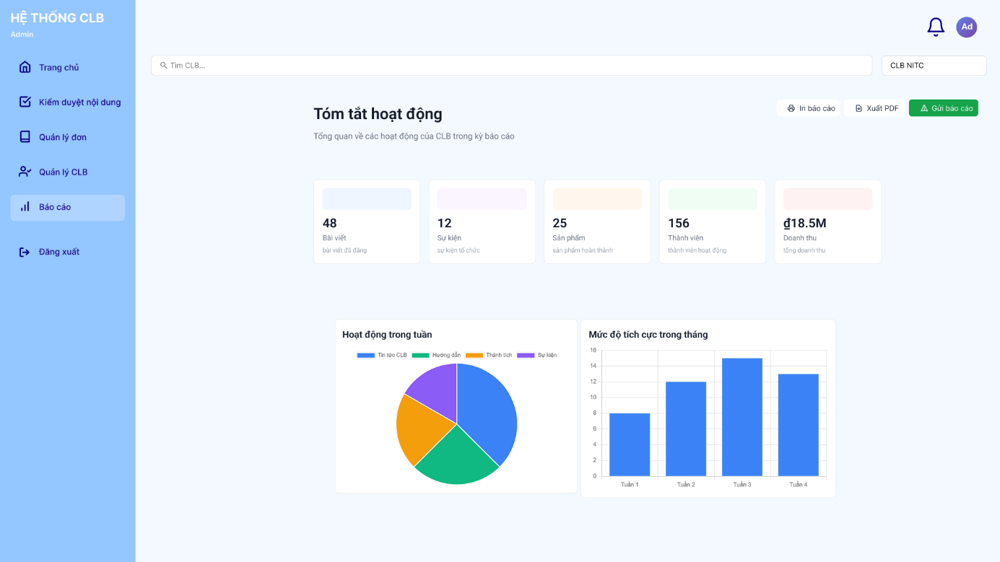 HỆ THỐNG CLB
Admin
Trang chủ
Kiểm duyệt nội dung
Quản lý đơn
Quản lý CLB
Báo cáo
Đăng xuất
Ad
Tìm CLB...
CLB NITC
Tóm tắt hoạt động
Tổng quan về các hoạt động của CLB trong kỳ báo cáo
In báo cáo
Xuất PDF
Gửi báo cáo
48
Bài viết
bài viết đã đăng
12
Sự kiện
sự kiện tổ chức
25
Sản phẩm
sản phẩm hoàn thành
156
Thành viên
thành viên hoạt động
₫18.5M
Doanh thu
tổng doanh thu
Hoạt động trong tuần
Tin tức CLB
Hướng dẫn
Thành tích
Sự kiện
Mức độ tích cực trong tháng
16
14
12
10
8
6
4
2
0
Tuần 1
Tuần 2
Tuần 3
Tuần 4